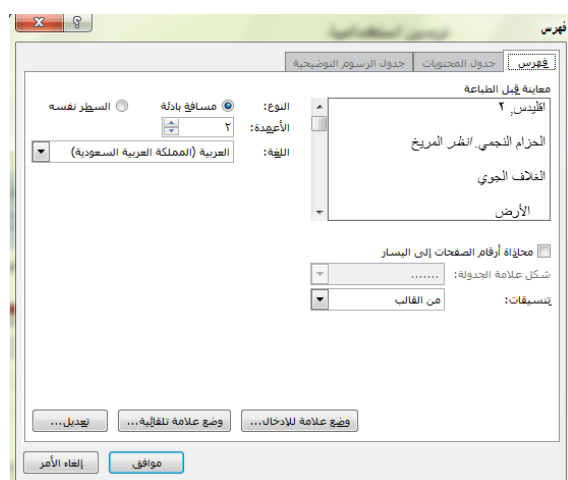 فهرس
فهرس جدول المحتويات جدول الرسوم التوضيحية
معاينة قبل الطباعة
اقليدس, ٢
الحزام النجمي. انظر المريخ
الغلاف الجوي
الأرض
النوع: مسافة بادئة السطر نفسه
الأعمدة: ٢
اللغة: العربية (المملكة العربية السعودية)
محاذاة أرقام الصفحات إلى اليسار
شكل علامة الجدولة: .......
تنسيقات: من القالب
وضع علامة للإدخال... وضع علامة تلقائية... تعديل...
موافق إلغاء الأمر